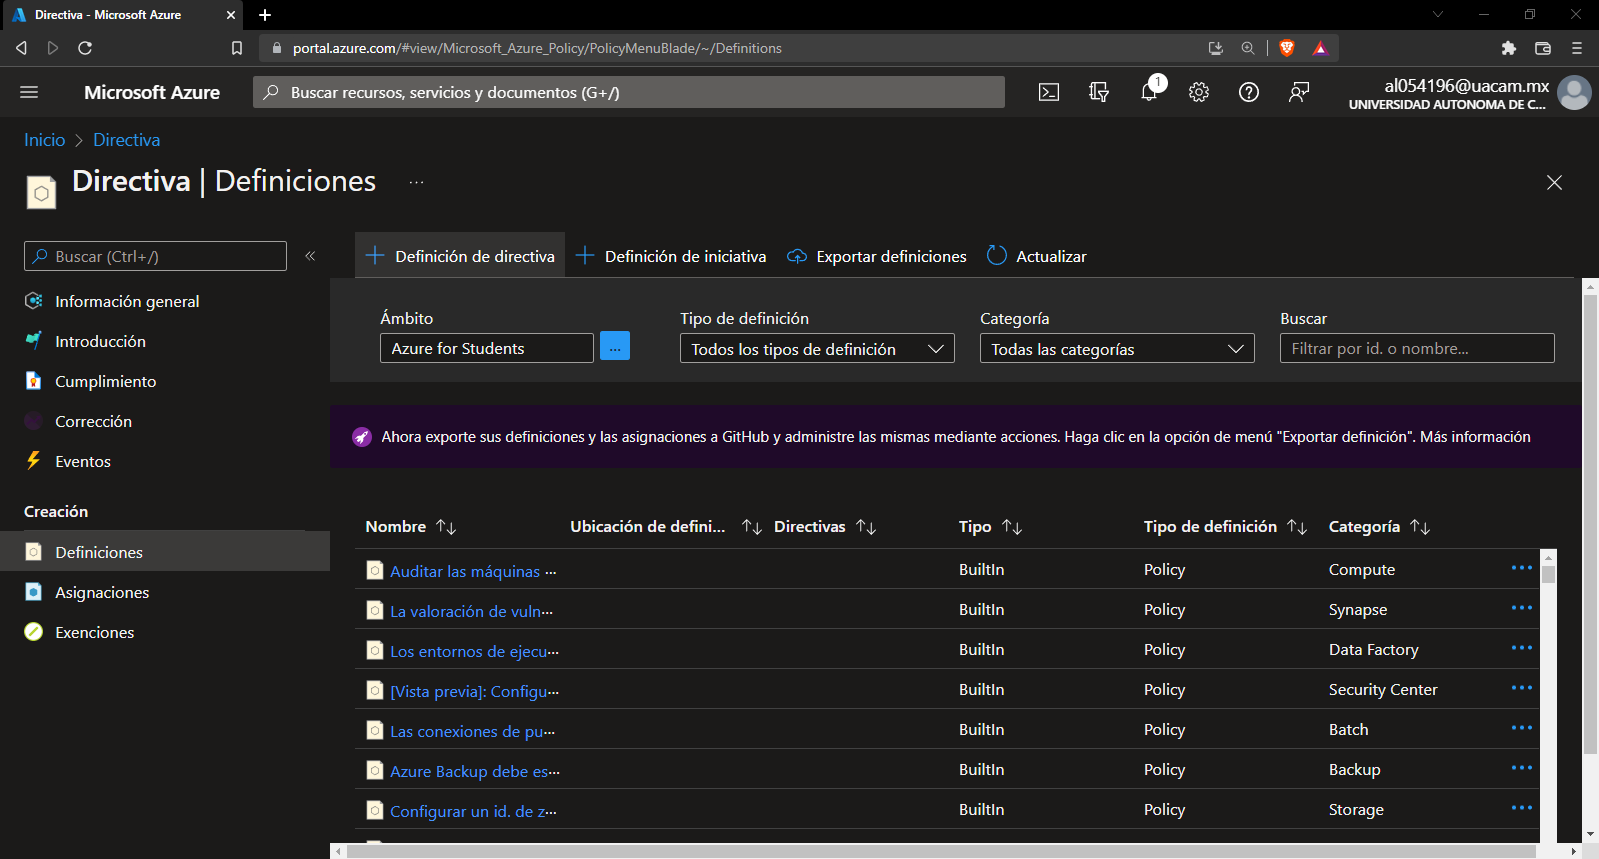 Directiva - Microsoft Azure
portal.azure.com/#view/Microsoft_Azure_Policy/PolicyMenuBlade/~/Definitions
Microsoft Azure
Buscar recursos, servicios y documentos (G+/)
1
al054196@uacam.mx
UNIVERSIDAD AUTONOMA DE C...
Inicio > Directiva
Directiva | Definiciones ...
Buscar (Ctrl+/)
«
Información general
Introducción
Cumplimiento
Corrección
Eventos
Creación
Definiciones
Asignaciones
Exenciones
Definición de directiva
Definición de iniciativa
Exportar definiciones
Actualizar
Ámbito
Azure for Students
...
Tipo de definición
Todos los tipos de definición
Categoría
Todas las categorías
Buscar
Filtrar por id. o nombre...
Ahora exporte sus definiciones y las asignaciones a GitHub y administre las mismas mediante acciones. Haga clic en la opción de menú "Exportar definición". Más información
Nombre ↑↓ Ubicación de defini... ↑↓ Directivas ↑↓ Tipo ↑↓ Tipo de definición ↑↓ Categoría ↑↓
Auditar las máquinas ... BuiltIn Policy Compute ...
La valoración de vuln... BuiltIn Policy Synapse ...
Los entornos de ejecu... BuiltIn Policy Data Factory ...
[Vista previa]: Configu... BuiltIn Policy Security Center ...
Las conexiones de pu... BuiltIn Policy Batch ...
Azure Backup debe es... BuiltIn Policy Backup ...
Configurar un id. de z... BuiltIn Policy Storage ...